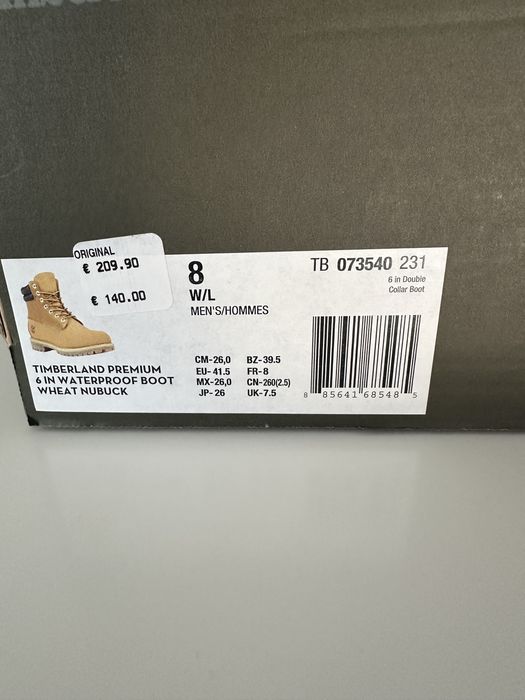 ORIGINAL
€ 209.90
€ 140.00
TIMBERLAND PREMIUM
6 IN WATERPROOF BOOT
WHEAT NUBUCK
8
W/L
MEN'S/HOMMES
CM-26,0 BZ-39.5
EU-41.5 FR-8
MX-26,0 CN-260(2.5)
JP-26 UK-7.5
TB 073540 231
6 in Double
Collar Boot
8 85641 68548 5